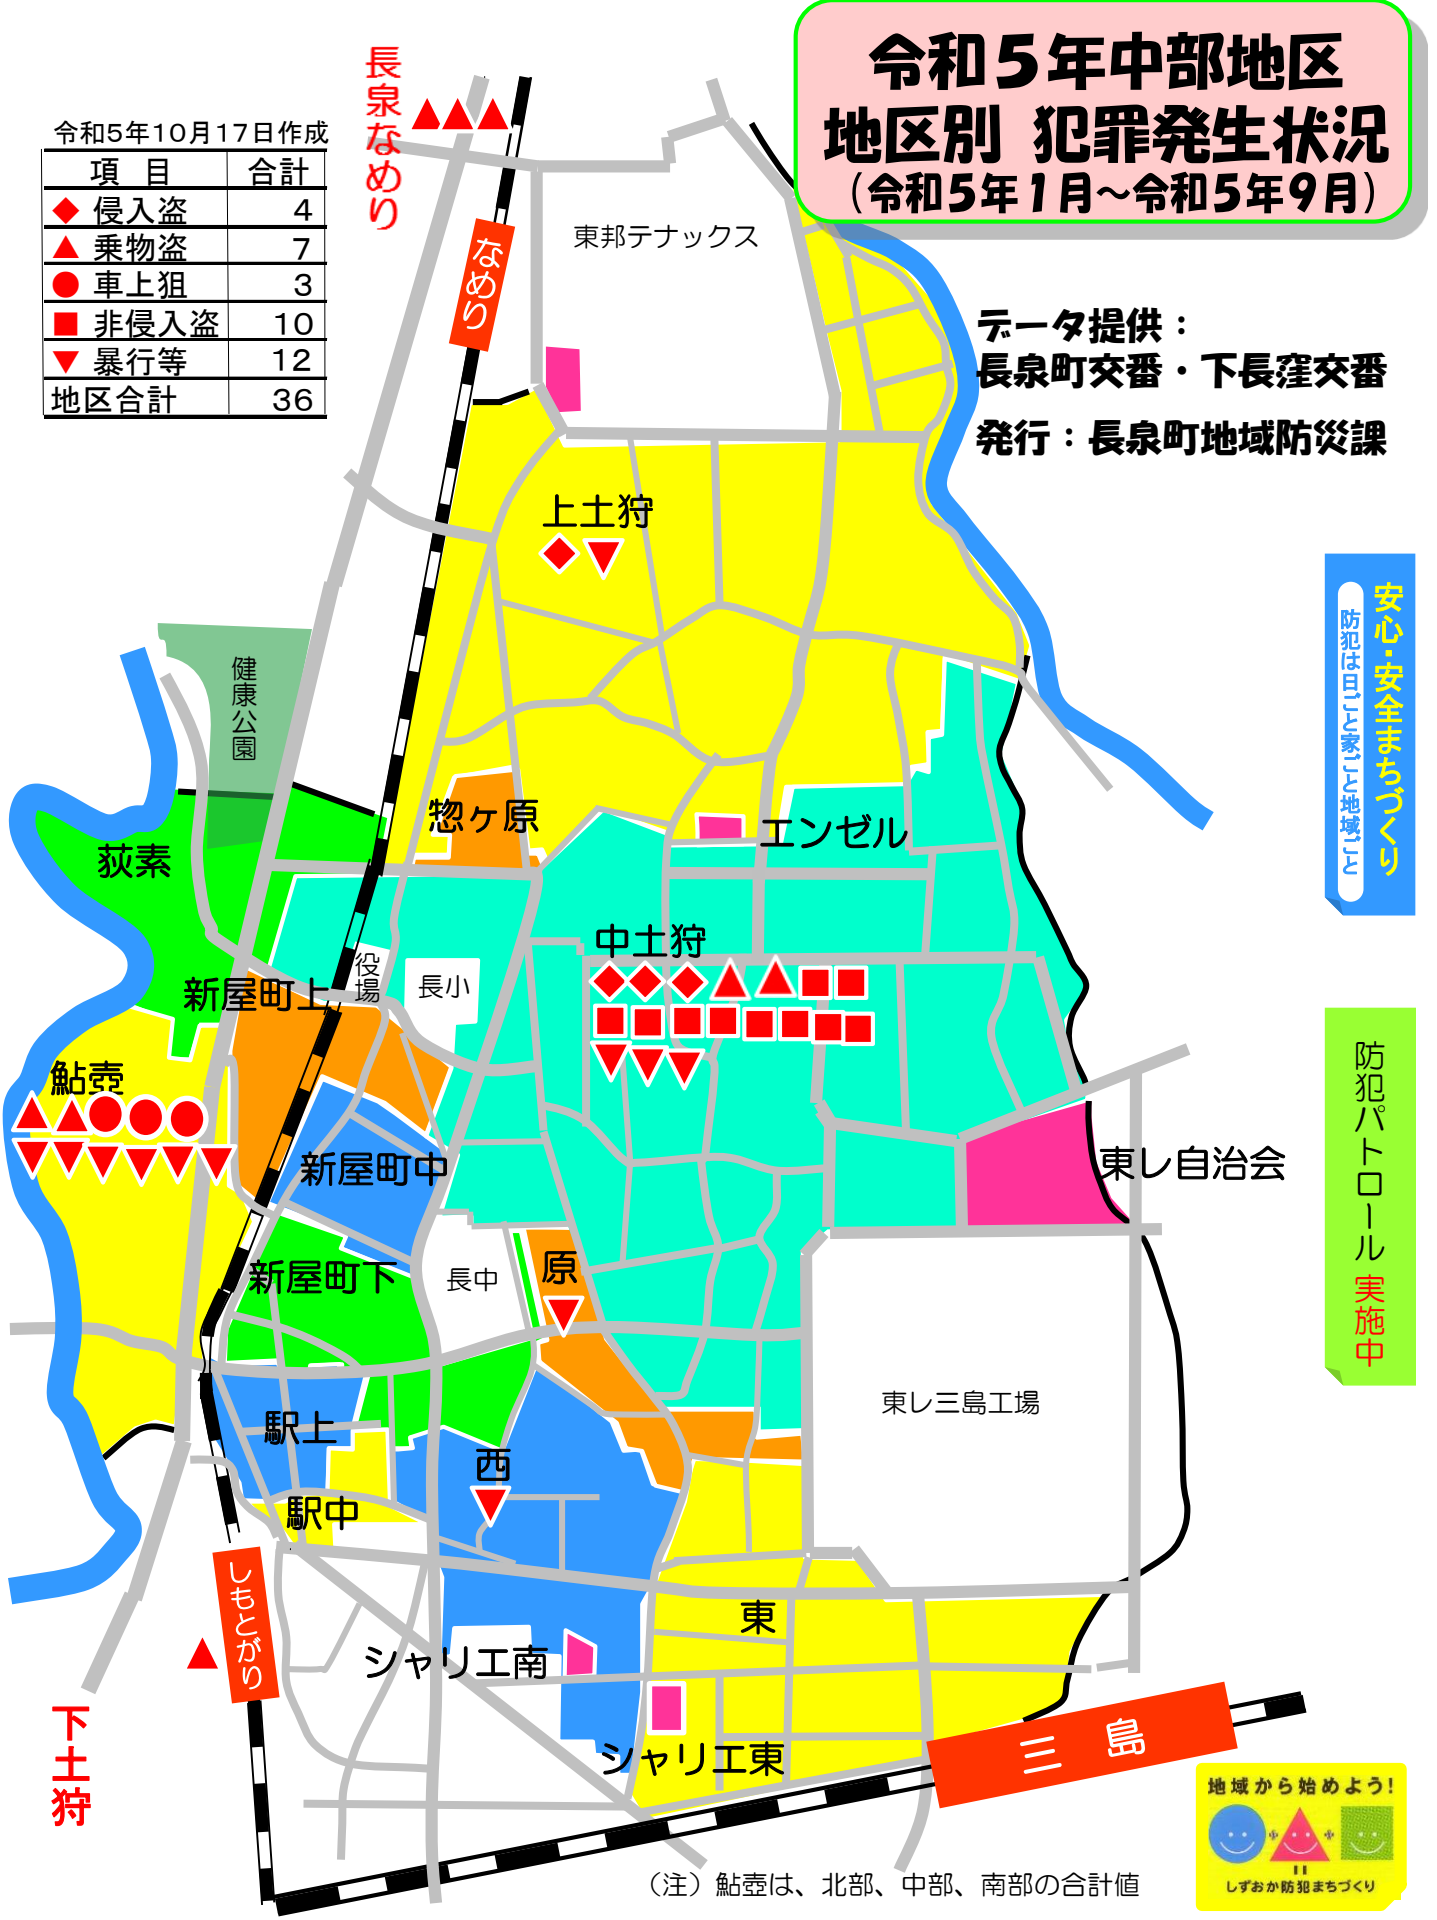 令和５年中部地区
地区別 犯罪発生状況
（令和５年１月～令和５年９月）
令和５年１０月１７日作成
項 目 合計
侵入盗 4
乗物盗 7
車上狙 3
非侵入盗 10
暴行等 12
地区合計 36
長泉なめり
なめり
東邦テナックス
データ提供：
長泉町交番・下長窪交番
発行：長泉町地域防災課
上土狩
健康公園
惣ヶ原
エンゼル
荻素
中土狩
役場
長小
新屋町上
鮎壺
新屋町中
東レ自治会
新屋町下
長中
原
東レ三島工場
駅上
西
駅中
しもとがり
東
シャリエ南
下土狩
シャリエ東
三 島
安心・安全まちづくり
防犯は日ごと家ごと地域ごと
防犯パトロール 実施中
地域から始めよう！
しずおか防犯まちづくり
（注）鮎壺は、北部、中部、南部の合計値